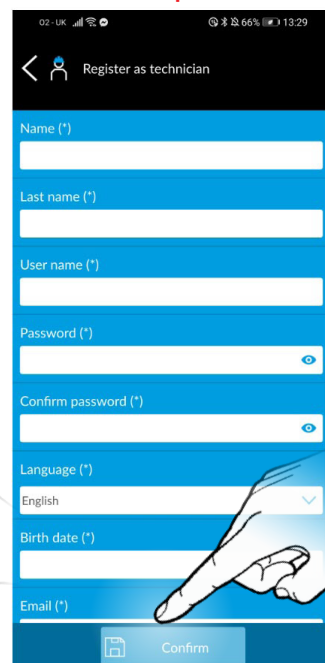 O2 - UK 66% 13:29
Register as technician
Name (*)
Last name (*)
User name (*)
Password (*)
Confirm password (*)
Language (*)
English
Birth date (*)
Email (*)
Confirm